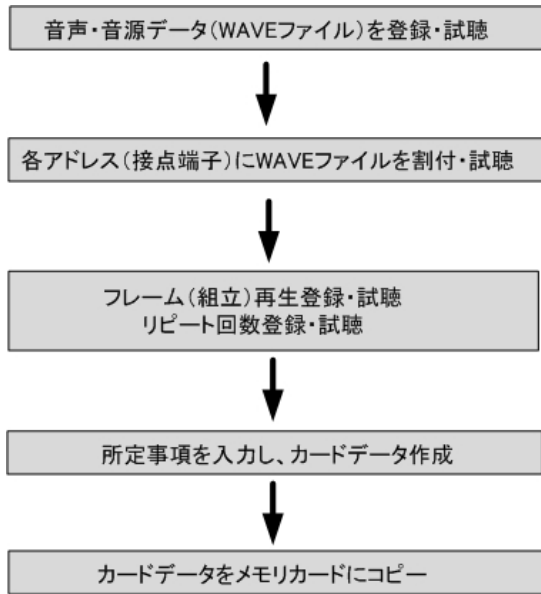 音声・音源データ(WAVEファイル)を登録・試聴
各アドレス(接点端子)にWAVEファイルを割付・試聴
フレーム(組立)再生登録・試聴
リピート回数登録・試聴
所定事項を入力し、カードデータ作成
カードデータをメモリカードにコピー